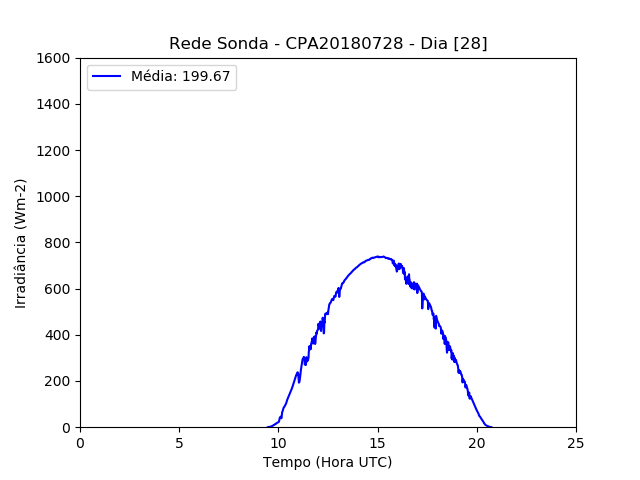 Rede Sonda - CPA20180728 - Dia [28]
Média: 199.67
Irradiância (Wm-2)
1600
1400
1200
1000
800
600
400
200
0
0 5 10 15 20 25
Tempo (Hora UTC)